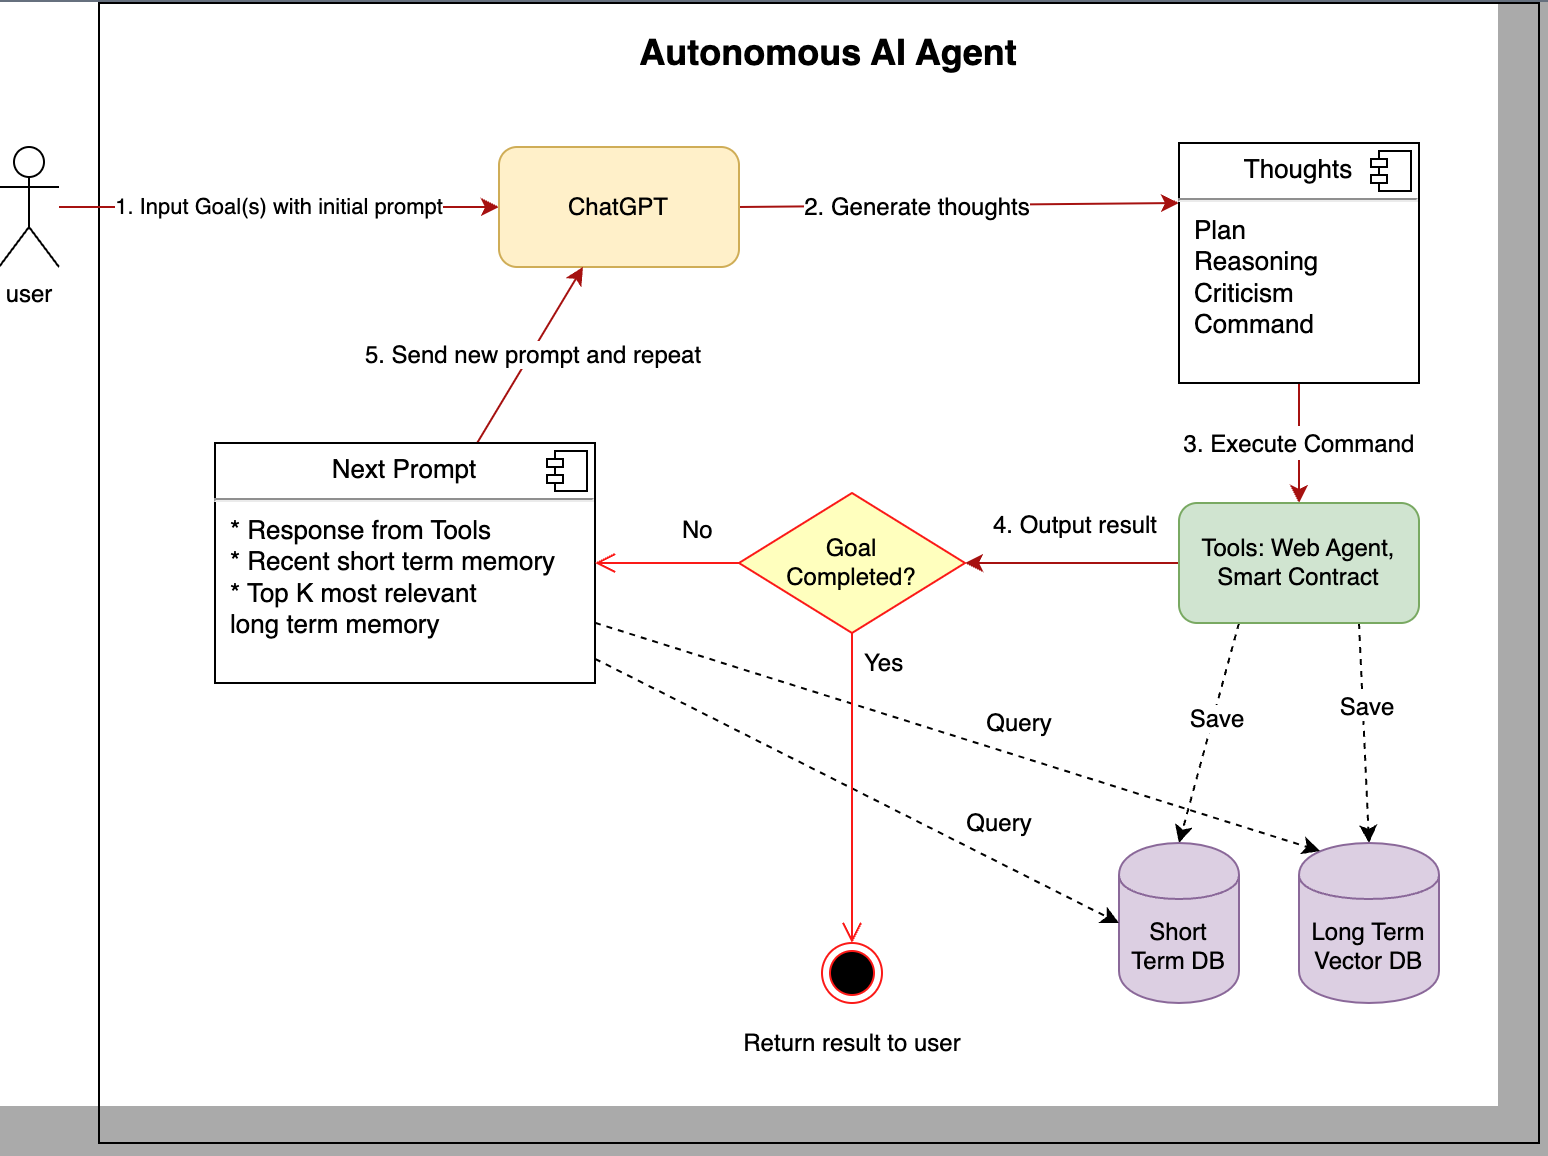 Autonomous AI Agent
user
1. Input Goal(s) with initial prompt
ChatGPT
2. Generate thoughts
Thoughts
Plan
Reasoning
Criticism
Command
3. Execute Command
Tools: Web Agent,
Smart Contract
4. Output result
Goal
Completed?
No
Yes
5. Send new prompt and repeat
Next Prompt
* Response from Tools
* Recent short term memory
* Top K most relevant
long term memory
Query
Query
Save
Save
Short
Term DB
Long Term
Vector DB
Return result to user